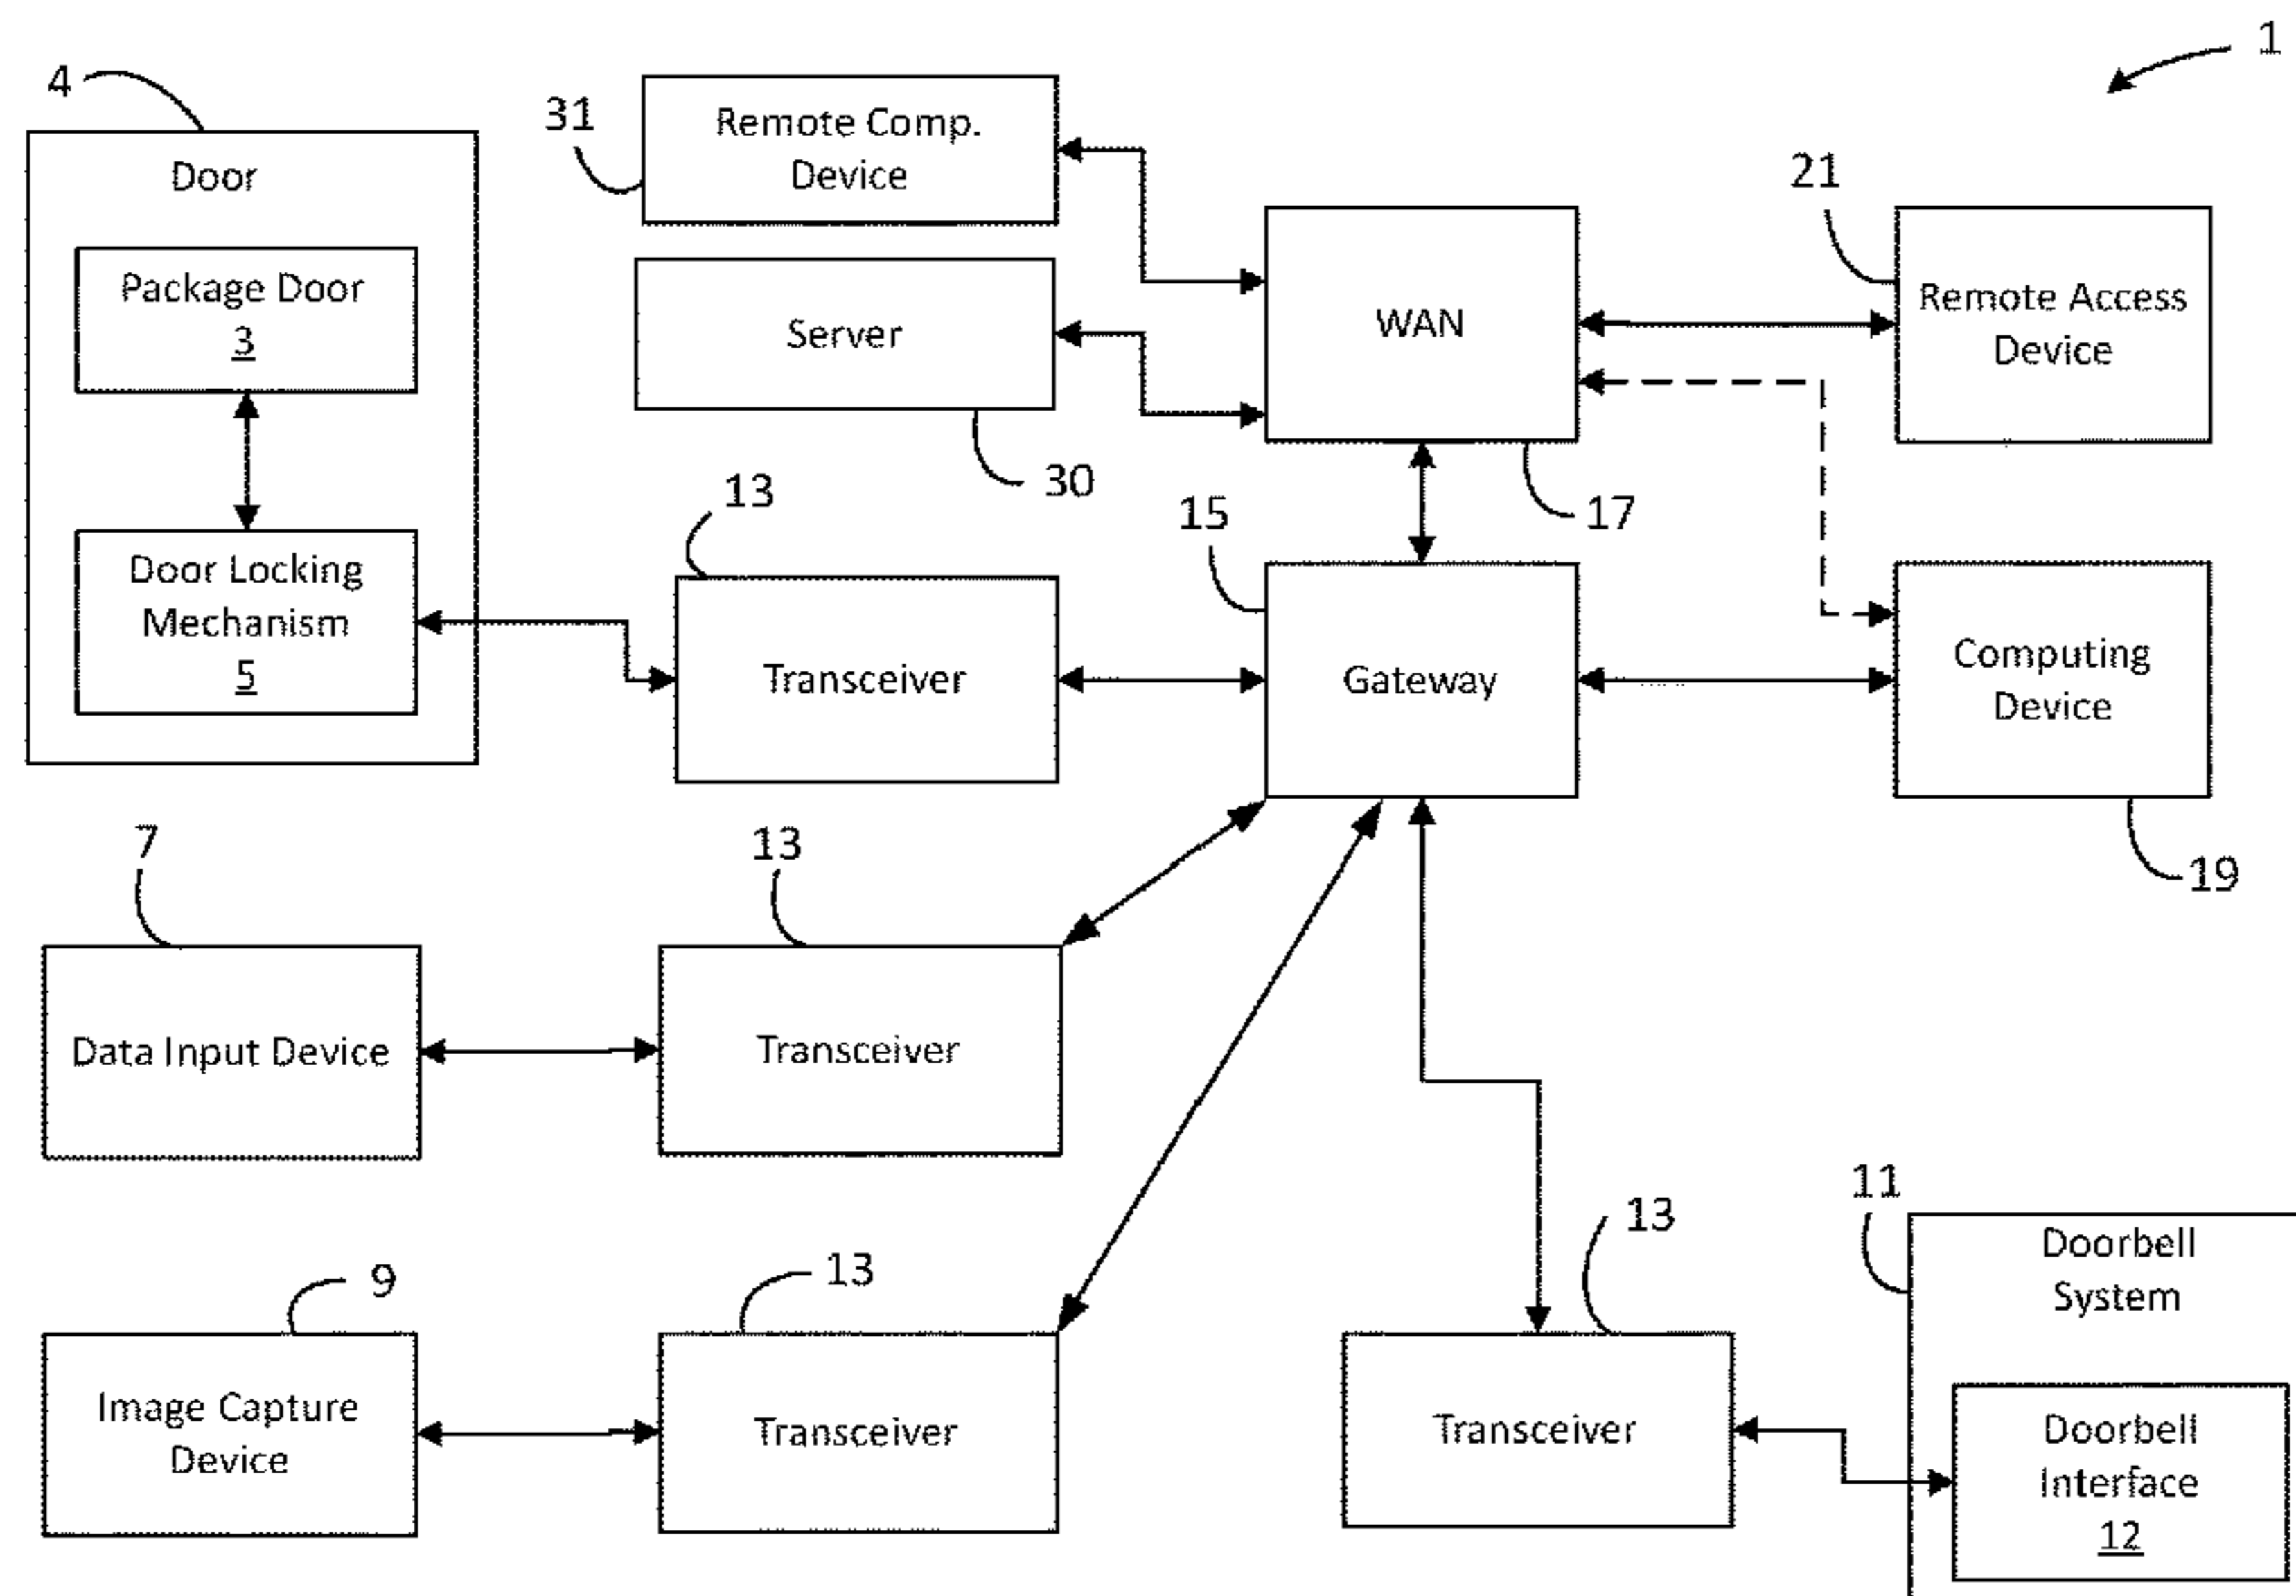 1
4
Door
Package Door
3
Door Locking
Mechanism
5
31
Remote Comp.
Device
Server
30
WAN
17
21
Remote Access
Device
13
Transceiver
15
Gateway
Computing
Device
19
7
Data Input Device
13
Transceiver
9
Image Capture
Device
13
Transceiver
13
Transceiver
11
Doorbell
System
Doorbell
Interface
12